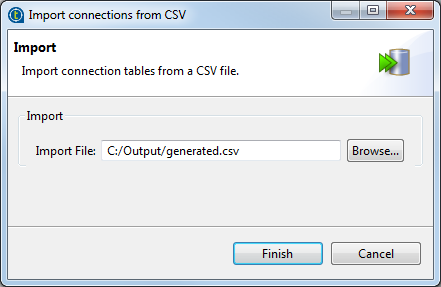 Import connections from CSV
Import
Import connection tables from a CSV file.
Import
Import File: C:/Output/generated.csv Browse...
Finish Cancel